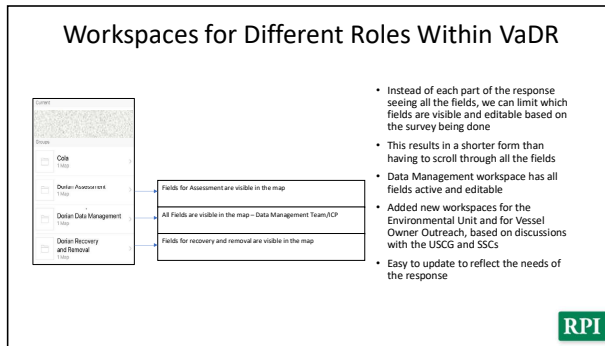 Workspaces for Different Roles Within VaDR
Current
Browse
Cola
1 Map
Dorian Assessment
1 Map
Dorian Data Management
1 Map
Dorian Recovery
and Removal
1 Map
Fields for Assessment are visible in the map
All Fields are visible in the map – Data Management Team/ICP
Fields for recovery and removal are visible in the map
• Instead of each part of the response
seeing all the fields, we can limit which
fields are visible and editable based on
the survey being done
• This results in a shorter form than
having to scroll through all the fields
• Data Management workspace has all
fields active and editable
• Added new workspaces for the
Environmental Unit and for Vessel
Owner Outreach, based on discussions
with the USCG and SSCs
• Easy to update to reflect the needs of
the response
RPI